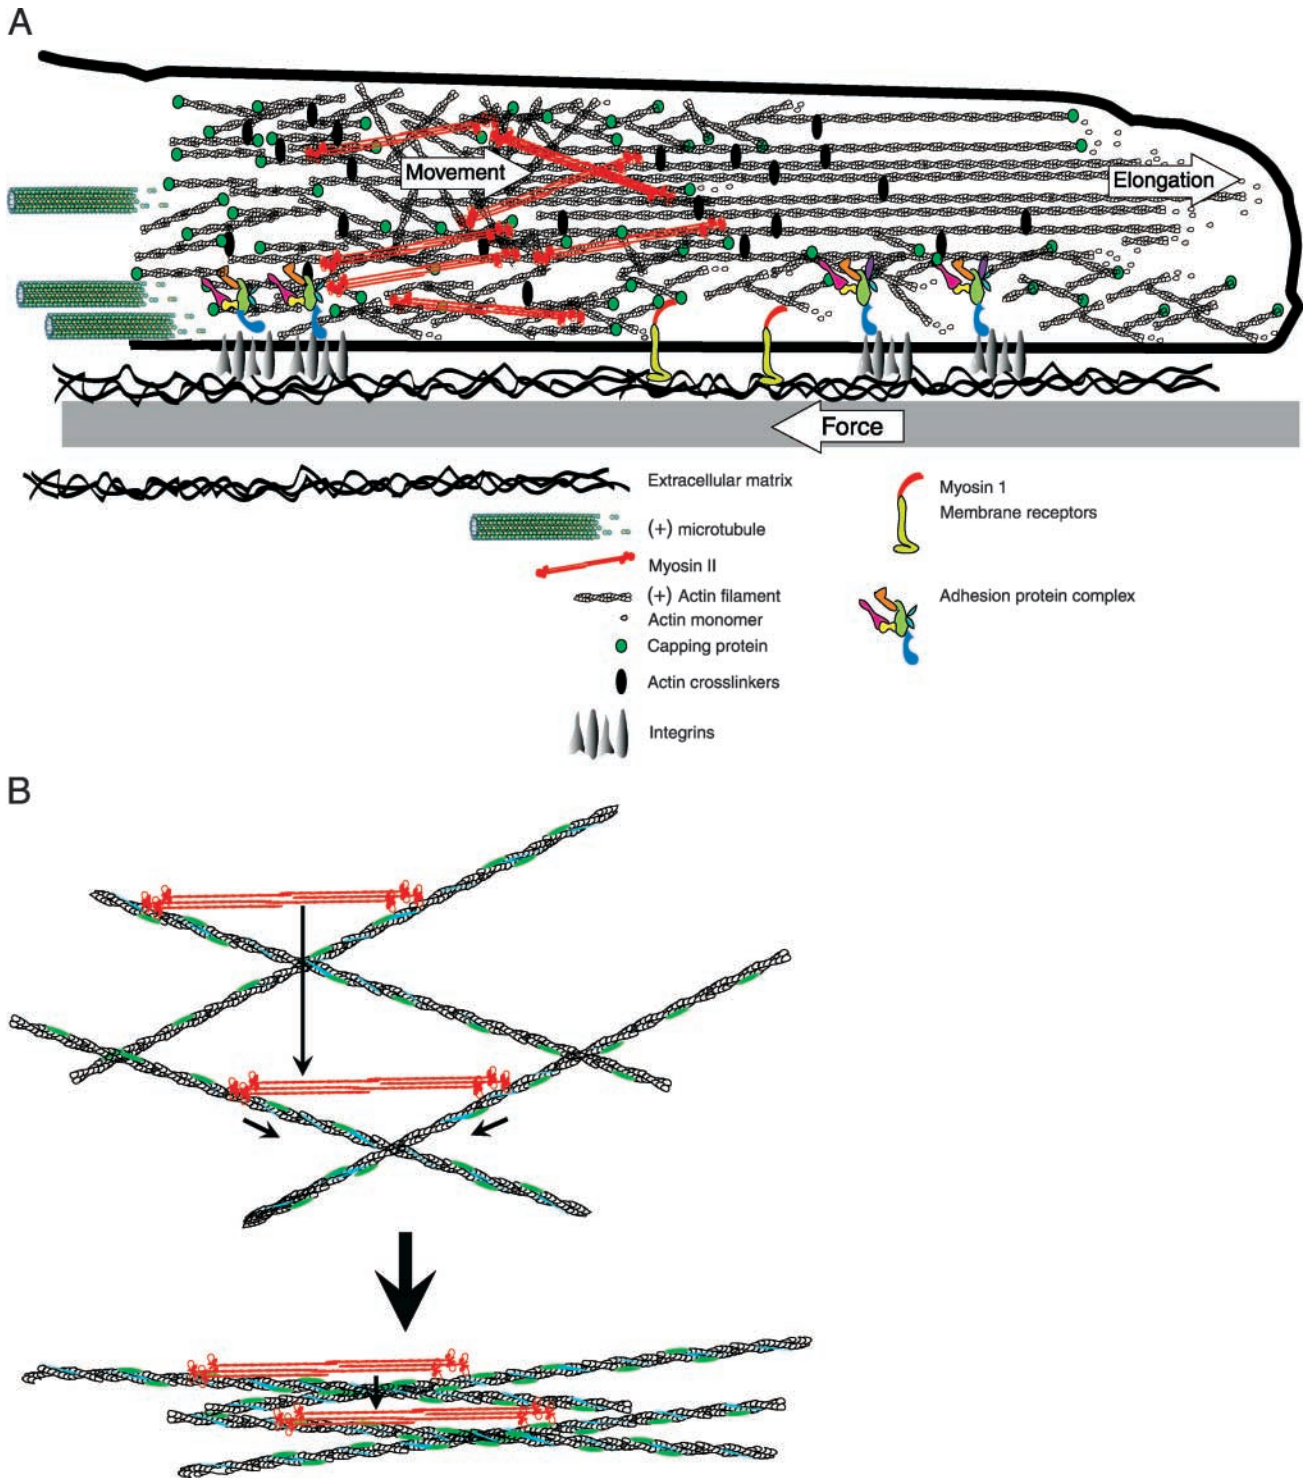 A
Movement
Elongation
Force
Extracellular matrix
(+) microtubule
Myosin II
(+) Actin filament
Actin monomer
Capping protein
Actin crosslinkers
Integrins
Myosin 1
Membrane receptors
Adhesion protein complex
B